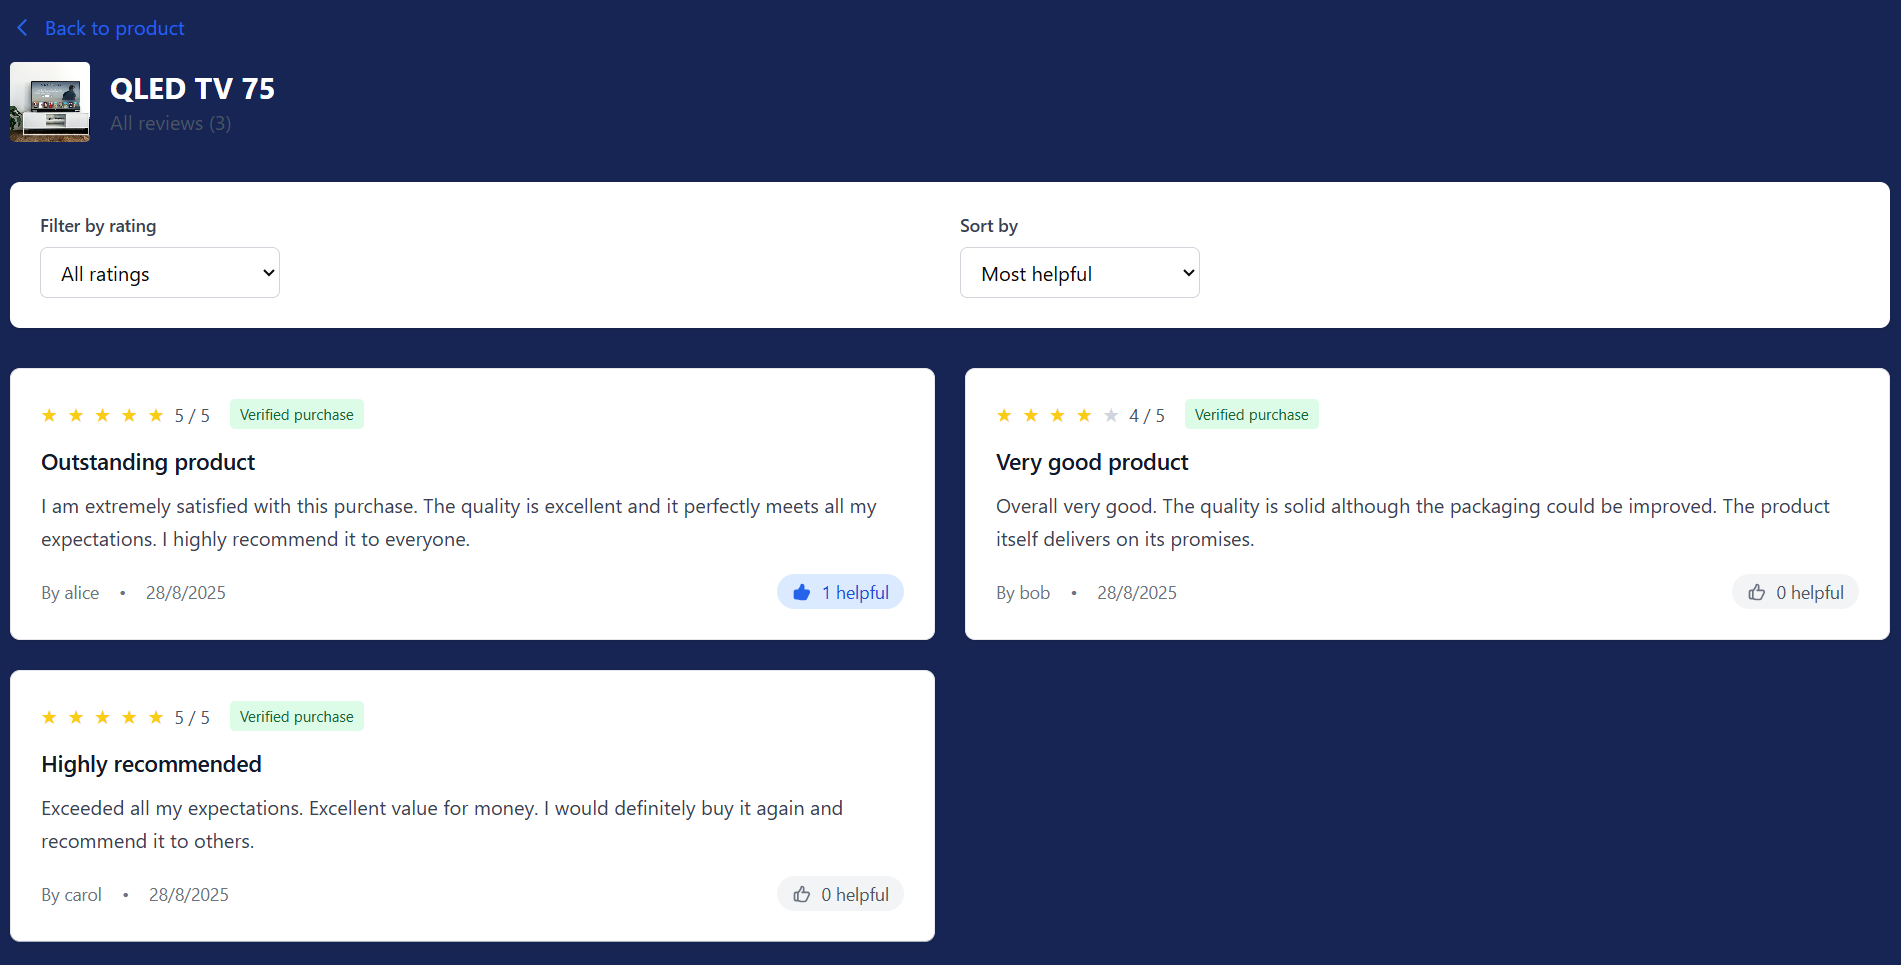 Back to product
QLED TV 75
All reviews (3)
Filter by rating
All ratings
Sort by
Most helpful
5 / 5 Verified purchase
Outstanding product
I am extremely satisfied with this purchase. The quality is excellent and it perfectly meets all my
expectations. I highly recommend it to everyone.
By alice • 28/8/2025
1 helpful
4 / 5 Verified purchase
Very good product
Overall very good. The quality is solid although the packaging could be improved. The product
itself delivers on its promises.
By bob • 28/8/2025
0 helpful
5 / 5 Verified purchase
Highly recommended
Exceeded all my expectations. Excellent value for money. I would definitely buy it again and
recommend it to others.
By carol • 28/8/2025
0 helpful